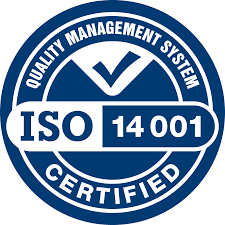 QUALITY MANAGEMENT SYSTEM
ISO 14 001
CERTIFIED